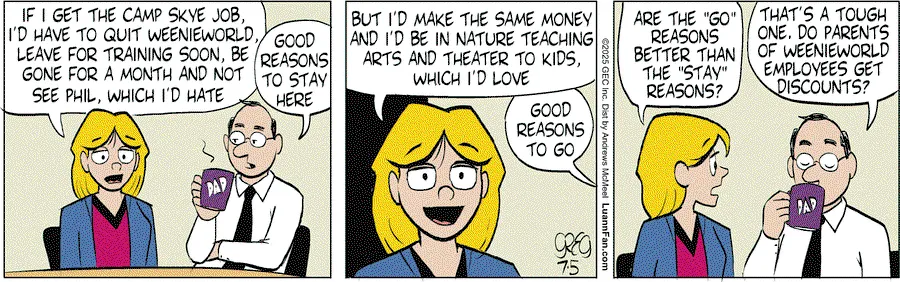 IF I GET THE CAMP SKYE JOB,
I'D HAVE TO QUIT WEENIEWORLD,
LEAVE FOR TRAINING SOON, BE
GONE FOR A MONTH AND NOT
SEE PHIL, WHICH I'D HATE
GOOD
REASONS
TO STAY
HERE
DAD
BUT I'D MAKE THE SAME MONEY
AND I'D BE IN NATURE TEACHING
ARTS AND THEATER TO KIDS,
WHICH I'D LOVE
GOOD
REASONS
TO GO
GREG
7·5
©2025 GEC Inc. Dist by Andrews McMeel LuannFan.com
ARE THE "GO"
REASONS
BETTER THAN
THE "STAY"
REASONS?
THAT'S A TOUGH
ONE. DO PARENTS
OF WEENIEWORLD
EMPLOYEES GET
DISCOUNTS?
DAD